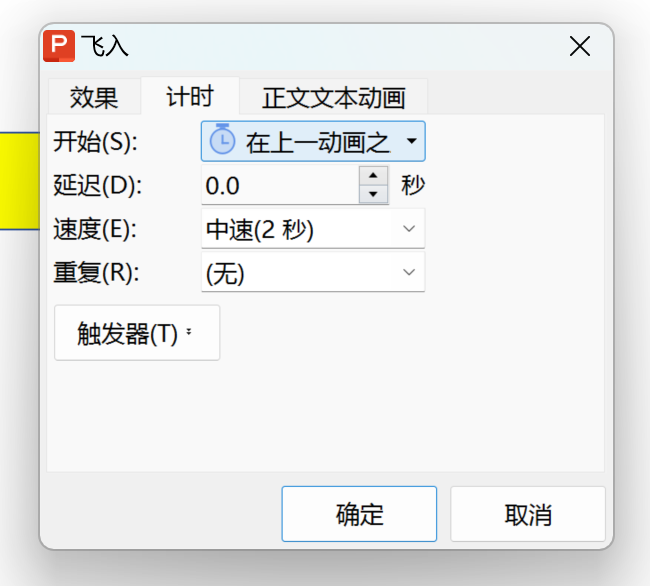 P 飞入
效果 计时 正文文本动画
开始(S): 在上一动画之
延迟(D): 0.0 秒
速度(E): 中速(2 秒)
重复(R): (无)
触发器(T)
确定 取消